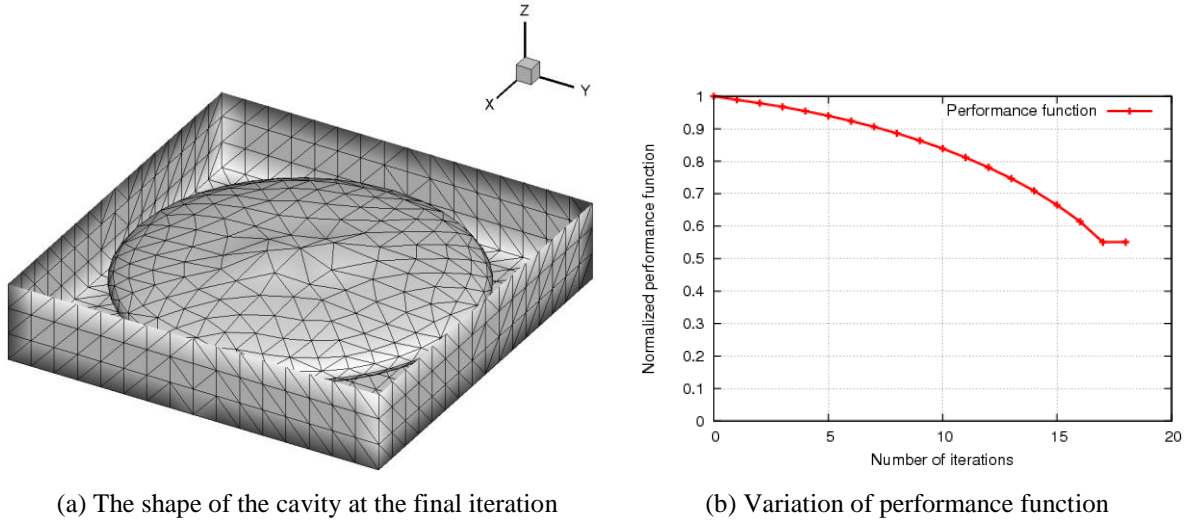 Z
Y
X
Performance function
Normalized performance function
1
0.9
0.8
0.7
0.6
0.5
0.4
0.3
0.2
0.1
0
0
5
10
15
20
Number of iterations
(a) The shape of the cavity at the final iteration
(b) Variation of performance function